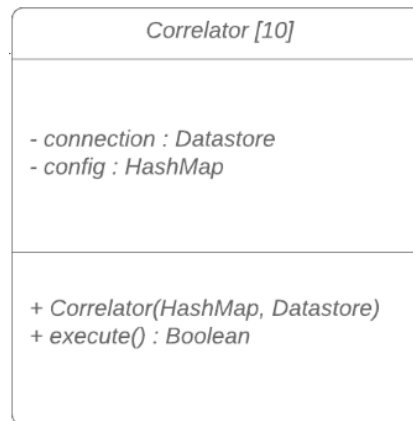 Correlator [10]
- connection : Datastore
- config : HashMap
+ Correlator(HashMap, Datastore)
+ execute() : Boolean